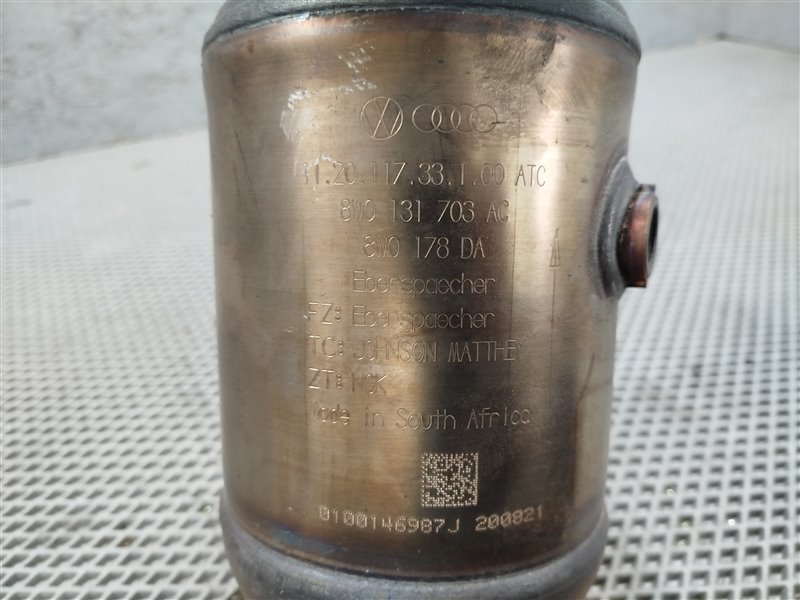 11.20.117.33.1.00 ATC
8W0 131 703 AC
8W0 178 DA
Eberspaecher
FZ: Eberspaecher
TC: JOHNSON MATTHEY
ZT: NGK
Made in South Africa
0100146987J 200821